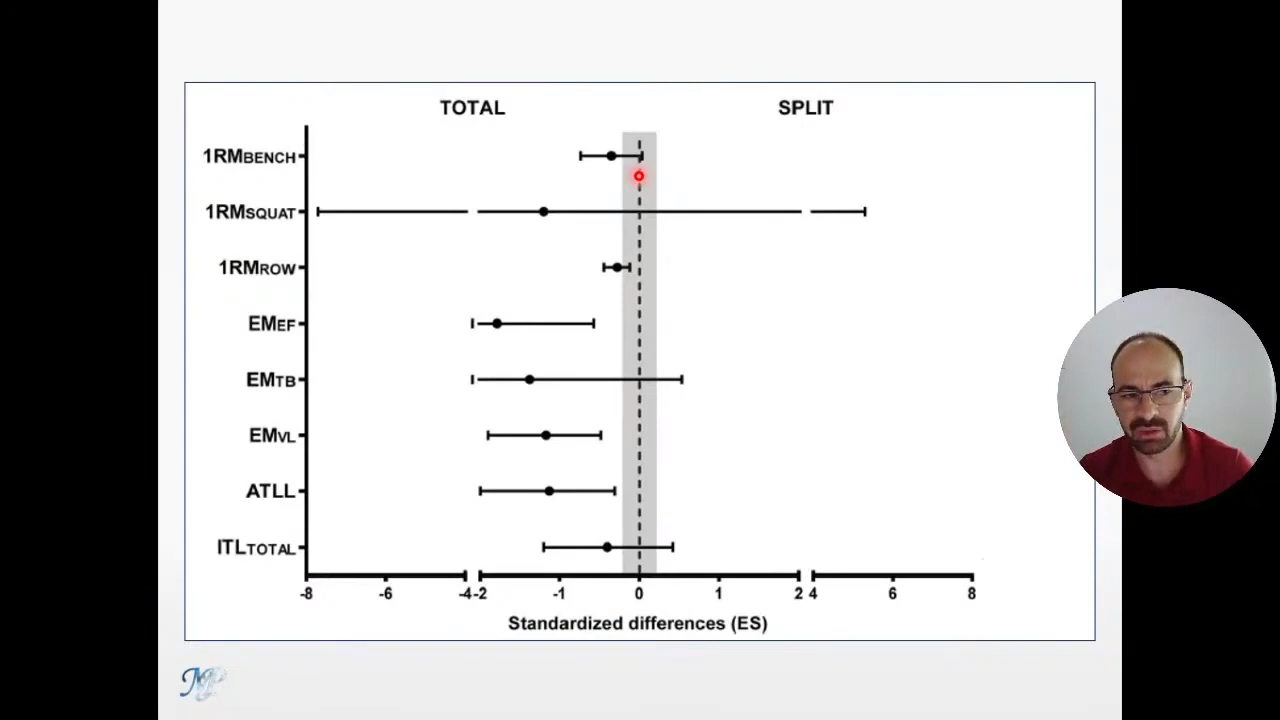 TOTAL SPLIT
1RMBENCH
1RMSQUAT
1RMROW
EMEF
EMTB
EMVL
ATLL
ITLTOTAL
-8 -6 -4 -2 -1 0 1 2 4 6 8
Standardized differences (ES)